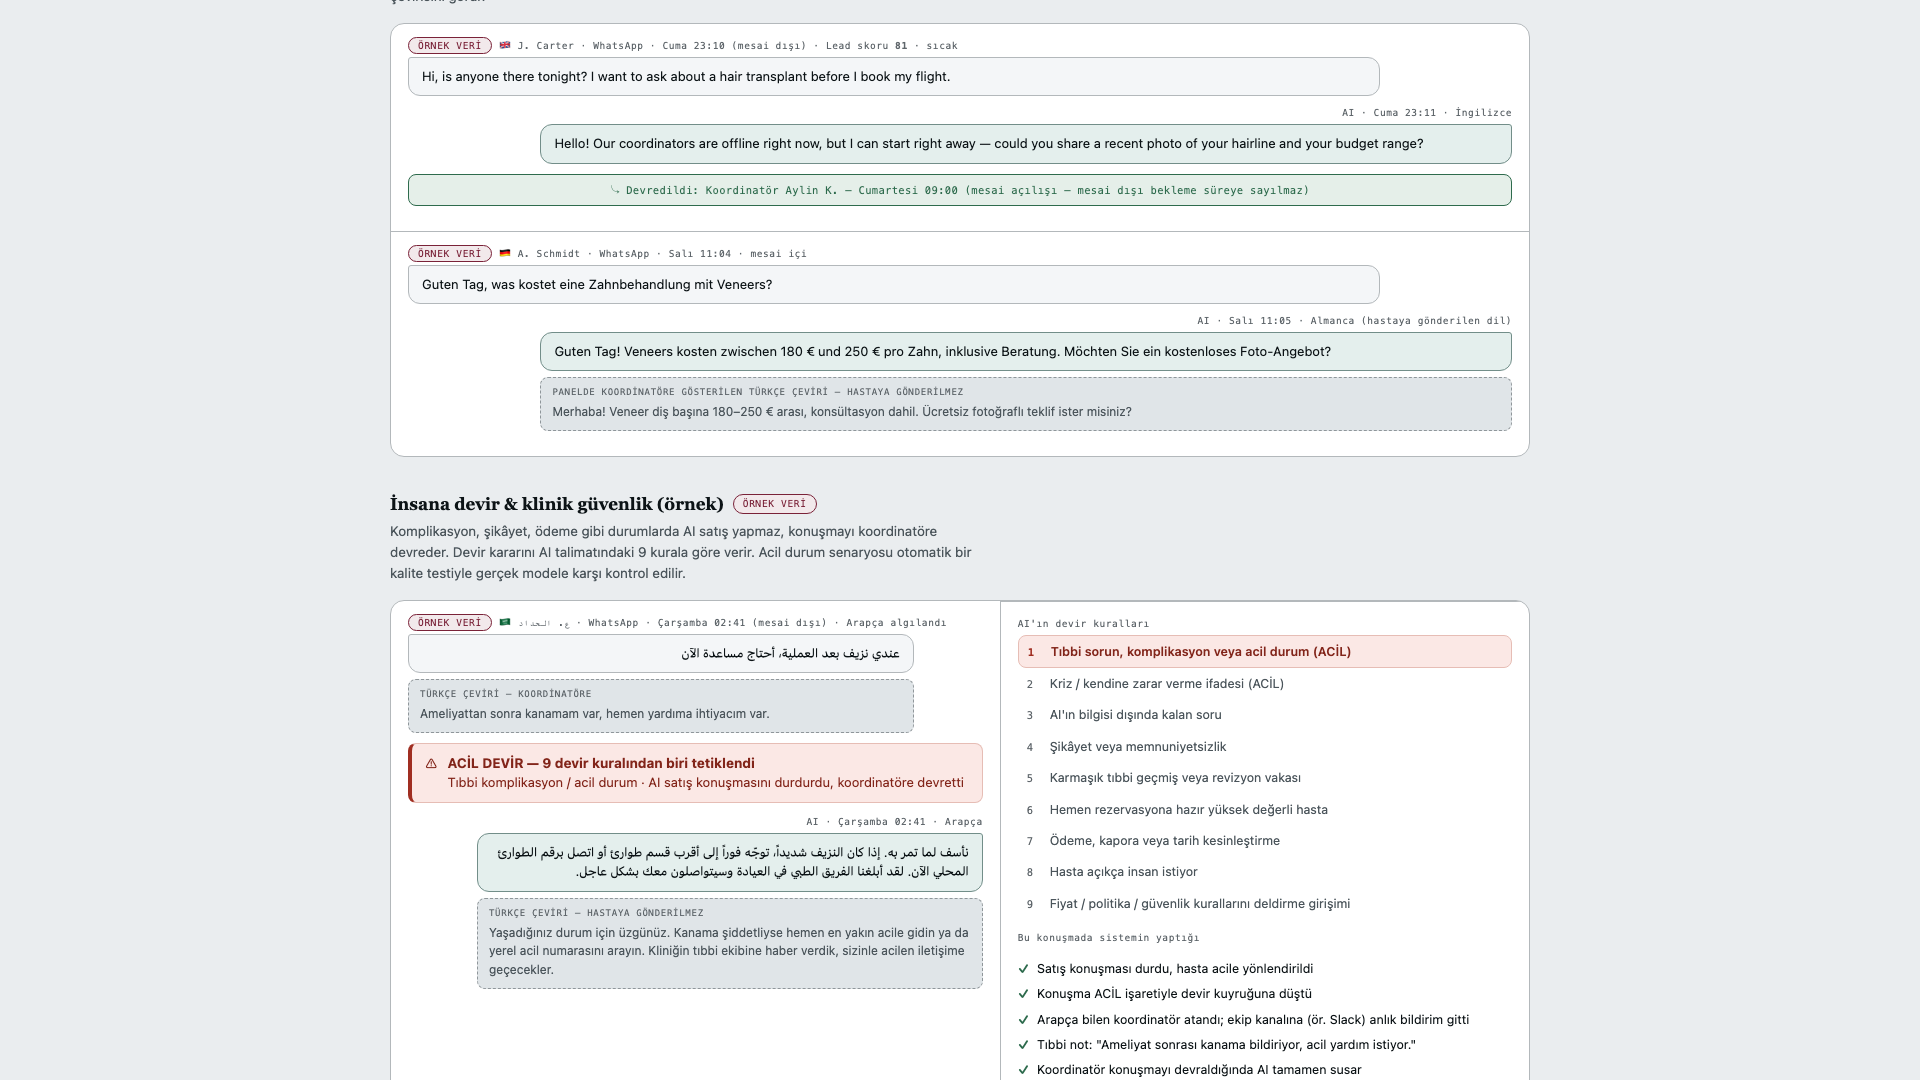 ÖRNEK VERİ J. Carter · WhatsApp · Cuma 23:10 (mesai dışı) · Lead skoru 81 · sıcak
Hi, is anyone there tonight? I want to ask about a hair transplant before I book my flight.
AI · Cuma 23:11 · İngilizce
Hello! Our coordinators are offline right now, but I can start right away — could you share a recent photo of your hairline and your budget range?
Devredildi: Koordinatör Aylin K. — Cumartesi 09:00 (mesai açılışı — mesai dışı bekleme süreye sayılmaz)
ÖRNEK VERİ A. Schmidt · WhatsApp · Salı 11:04 · mesai içi
Guten Tag, was kostet eine Zahnbehandlung mit Veneers?
AI · Salı 11:05 · Almanca (hastaya gönderilen dil)
Guten Tag! Veneers kosten zwischen 180 € und 250 € pro Zahn, inklusive Beratung. Möchten Sie ein kostenloses Foto-Angebot?
PANELDE KOORDİNATÖRE GÖSTERİLEN TÜRKÇE ÇEVİRİ — HASTAYA GÖNDERİLMEZ
Merhaba! Veneer diş başına 180–250 € arası, konsültasyon dahil. Ücretsiz fotoğraflı teklif ister misiniz?
İnsana devir & klinik güvenlik (örnek) ÖRNEK VERİ
Komplikasyon, şikâyet, ödeme gibi durumlarda AI satış yapmaz, konuşmayı koordinatöre
devreder. Devir kararını AI talimatındaki 9 kurala göre verir. Acil durum senaryosu otomatik bir
kalite testiyle gerçek modele karşı kontrol edilir.
ÖRNEK VERİ ع. الحداد · WhatsApp · Çarşamba 02:41 (mesai dışı) · Arapça algılandı
عندي نزيف بعد العملية، أحتاج مساعدة الآن
TÜRKÇE ÇEVİRİ — KOORDİNATÖRE
Ameliyattan sonra kanamam var, hemen yardıma ihtiyacım var.
ACİL DEVİR — 9 devir kuralından biri tetiklendi
Tıbbi komplikasyon / acil durum · AI satış konuşmasını durdurdu, koordinatöre devretti
AI · Çarşamba 02:41 · Arapça
نأسف لما تمر به. إذا كان النزيف شديداً، توجّه فوراً إلى أقرب قسم طوارئ أو اتصل برقم الطوارئ
المحلي الآن. لقد أبلغنا الفريق الطبي في العيادة وسيتواصلون معك بشكل عاجل.
TÜRKÇE ÇEVİRİ — HASTAYA GÖNDERİLMEZ
Yaşadığınız durum için üzgünüz. Kanama şiddetliyse hemen en yakın acile gidin ya da
yerel acil numarasını arayın. Kliniğin tıbbi ekibine haber verdik, sizinle acilen iletişime
geçecekler.
AI'ın devir kuralları
1 Tıbbi sorun, komplikasyon veya acil durum (ACİL)
2 Kriz / kendine zarar verme ifadesi (ACİL)
3 AI'ın bilgisi dışında kalan soru
4 Şikâyet veya memnuniyetsizlik
5 Karmaşık tıbbi geçmiş veya revizyon vakası
6 Hemen rezervasyona hazır yüksek değerli hasta
7 Ödeme, kapora veya tarih kesinleştirme
8 Hasta açıkça insan istiyor
9 Fiyat / politika / güvenlik kurallarını deldirme girişimi
Bu konuşmada sistemin yaptığı
Satış konuşması durdu, hasta acile yönlendirildi
Konuşma ACİL işaretiyle devir kuyruğuna düştü
Arapça bilen koordinatör atandı; ekip kanalına (ör. Slack) anlık bildirim gitti
Tıbbi not: "Ameliyat sonrası kanama bildiriyor, acil yardım istiyor."
Koordinatör konuşmayı devraldığında AI tamamen susar